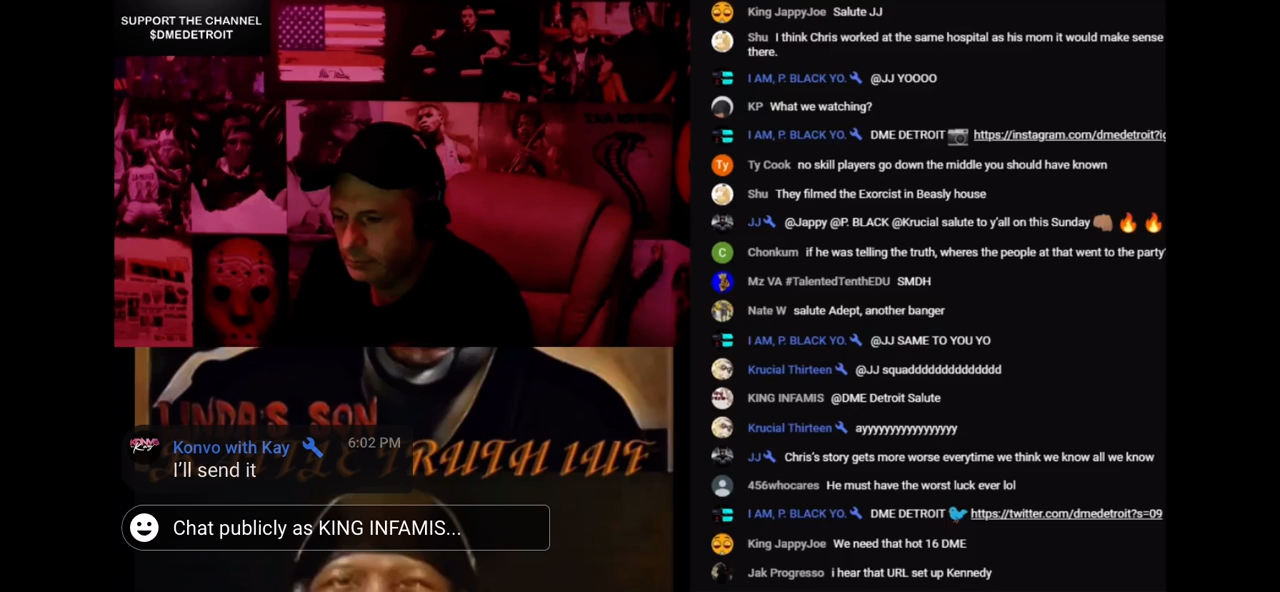 SUPPORT THE CHANNEL
$DMEDETROIT
LINDA'S SON
TRUTH 1UF
Konvo with Kay 6:02 PM
I'll send it
Chat publicly as KING INFAMIS...
King JappyJoe Salute JJ
Shu I think Chris worked at the same hospital as his mom it would make sense
there.
I AM, P. BLACK YO. @JJ YOOOO
KP What we watching?
I AM, P. BLACK YO. DME DETROIT https://instagram.com/dmedetroit?ig
Ty Ty Cook no skill players go down the middle you should have known
Shu They filmed the Exorcist in Beasly house
JJ @Jappy @P. BLACK @Krucial salute to y'all on this Sunday
C Chonkum if he was telling the truth, wheres the people at that went to the party
Mz VA #TalentedTenthEDU SMDH
Nate W salute Adept, another banger
I AM, P. BLACK YO. @JJ SAME TO YOU YO
Krucial Thirteen @JJ squaddddddddddddddd
KING INFAMIS @DME Detroit Salute
Krucial Thirteen ayyyyyyyyyyyyyyyyy
JJ Chris's story gets more worse everytime we think we know all we know
456whocares He must have the worst luck ever lol
I AM, P. BLACK YO. DME DETROIT https://twitter.com/dmedetroit?s=09
King JappyJoe We need that hot 16 DME
Jak Progresso i hear that URL set up Kennedy